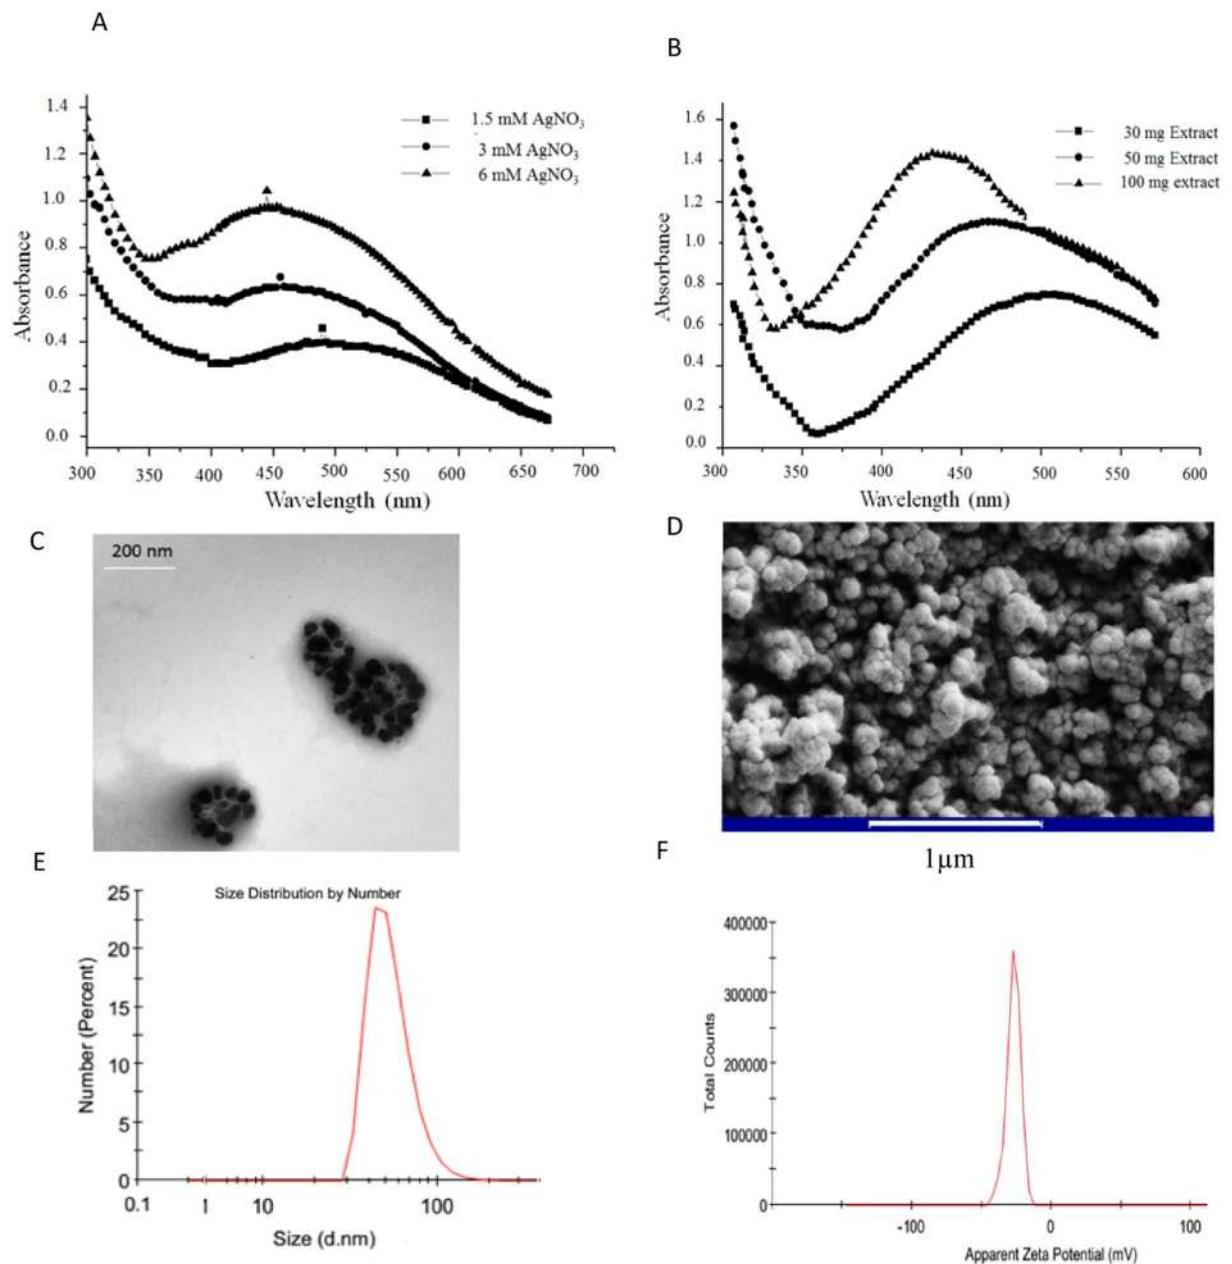 A
B
1.4
1.2
1.0
0.8
0.6
0.4
0.2
0.0
Absorbance
1.5 mM AgNO₃
3 mM AgNO₃
6 mM AgNO₃
300 350 400 450 500 550 600 650 700
Wavelength (nm)
1.6
1.4
1.2
1.0
0.8
0.6
0.4
0.2
0.0
Absorbance
30 mg Extract
50 mg Extract
100 mg extract
300 350 400 450 500 550 600
Wavelength (nm)
C
200 nm
D
1μm
E
Size Distribution by Number
25
20
15
10
5
0
Number (Percent)
0.1 1 10 100
Size (d.nm)
F
400000
300000
200000
100000
0
Total Counts
-100 0 100
Apparent Zeta Potential (mV)